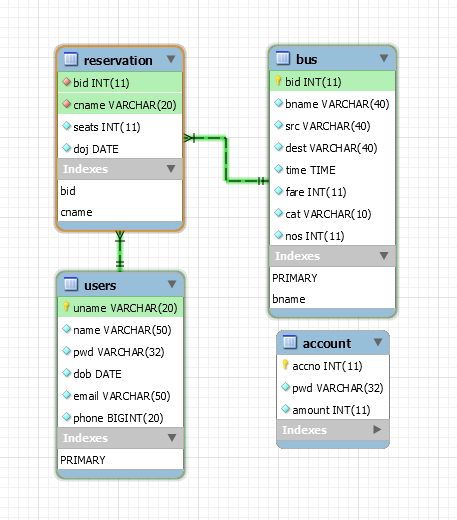 reservation
bid INT(11)
cname VARCHAR(20)
seats INT(11)
doj DATE
Indexes
bid
cname
bus
bid INT(11)
bname VARCHAR(40)
src VARCHAR(40)
dest VARCHAR(40)
time TIME
fare INT(11)
cat VARCHAR(10)
nos INT(11)
Indexes
PRIMARY
bname
users
uname VARCHAR(20)
name VARCHAR(50)
pwd VARCHAR(32)
dob DATE
email VARCHAR(50)
phone BIGINT(20)
Indexes
PRIMARY
account
accno INT(11)
pwd VARCHAR(32)
amount INT(11)
Indexes